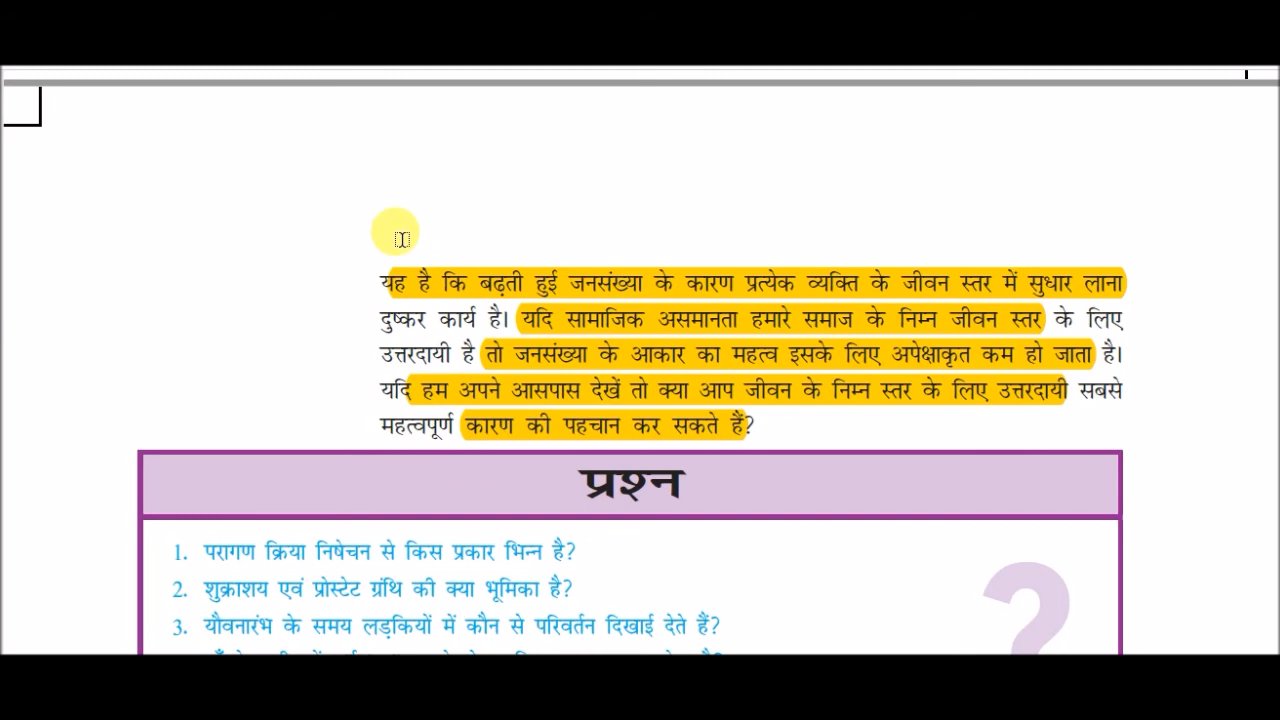 यह है कि बढ़ती हुई जनसंख्या के कारण प्रत्येक व्यक्ति के जीवन स्तर में सुधार लाना
दुष्कर कार्य है। यदि सामाजिक असमानता हमारे समाज के निम्न जीवन स्तर के लिए
उत्तरदायी है तो जनसंख्या के आकार का महत्व इसके लिए अपेक्षाकृत कम हो जाता है।
यदि हम अपने आसपास देखें तो क्या आप जीवन के निम्न स्तर के लिए उत्तरदायी सबसे
महत्वपूर्ण कारण की पहचान कर सकते हैं?
प्रश्न
1. परागण क्रिया निषेचन से किस प्रकार भिन्न है?
2. शुक्राशय एवं प्रोस्टेट ग्रंथि की क्या भूमिका है?
3. यौवनारंभ के समय लड़कियों में कौन से परिवर्तन दिखाई देते हैं?
?